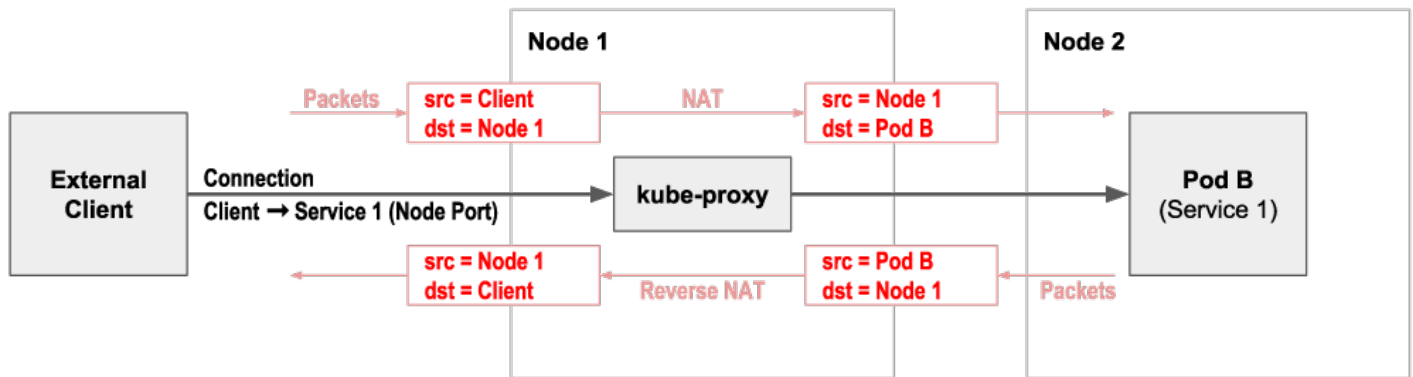 Node 1
Node 2
Packets
src = Client
dst = Node 1
NAT
src = Node 1
dst = Pod B
External
Client
Connection
Client → Service 1 (Node Port)
kube-proxy
Pod B
(Service 1)
src = Node 1
dst = Client
Reverse NAT
src = Pod B
dst = Node 1
Packets